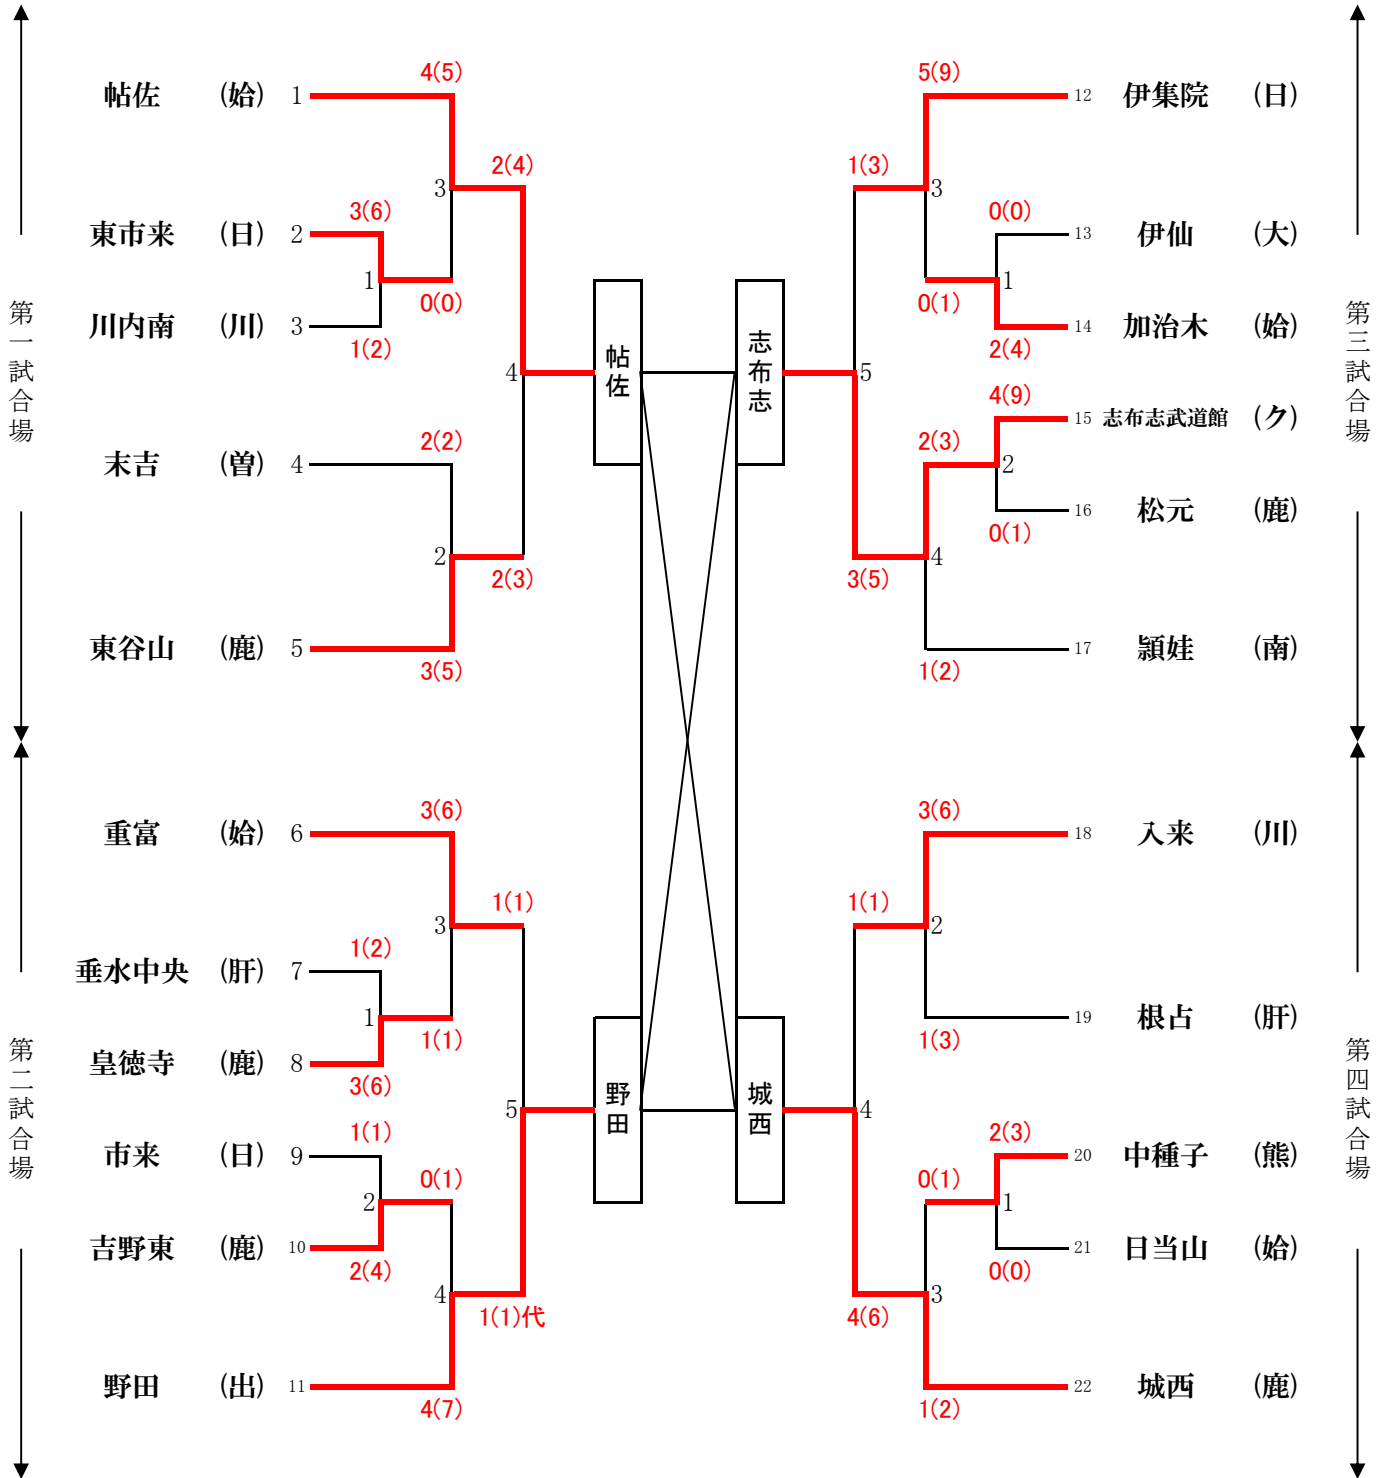 第一試合場
4(5)
帖佐 (姶) 1
2(4)
3
3(6)
東市来 (日) 2
1
0(0)
川内南 (川) 3
1(2)
4
帖佐
2(2)
末吉 (曽) 4
2
2(3)
東谷山 (鹿) 5
3(5)
第二試合場
3(6)
重富 (姶) 6
1(1)
3
1(2)
垂水中央 (肝) 7
1
1(1)
皇徳寺 (鹿) 8
3(6)
5
野田
1(1)
市来 (日) 9
0(1)
2
吉野東 (鹿) 10
2(4)
4
1(1)代
野田 (出) 11
4(7)
第三試合場
5(9)
12 伊集院 (日)
1(3)
3
0(0)
13 伊仙 (大)
1
0(1)
14 加治木 (姶)
2(4)
志布志
5
4(9)
15 志布志武道館 (ク)
2(3)
2
16 松元 (鹿)
0(1)
4
3(5)
17 頴娃 (南)
1(2)
第四試合場
3(6)
18 入来 (川)
1(1)
2
19 根占 (肝)
1(3)
城西
4
2(3)
20 中種子 (熊)
0(1)
1
21 日当山 (姶)
0(0)
3
4(6)
22 城西 (鹿)
1(2)